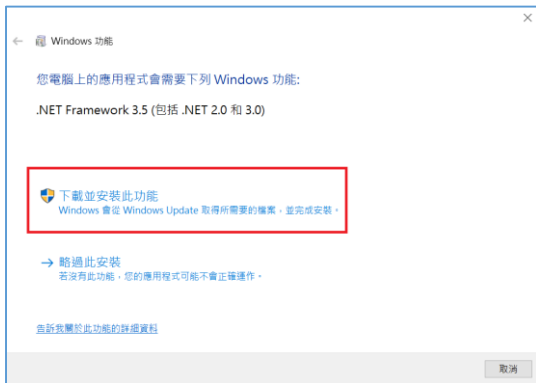 Windows 功能
您電腦上的應用程式會需要下列 Windows 功能:
.NET Framework 3.5 (包括 .NET 2.0 和 3.0)
下載並安裝此功能
Windows 會從 Windows Update 取得所需要的檔案，並完成安裝。
略過此安裝
若沒有此功能，您的應用程式可能不會正確運作。
告訴我關於此功能的詳細資料
取消